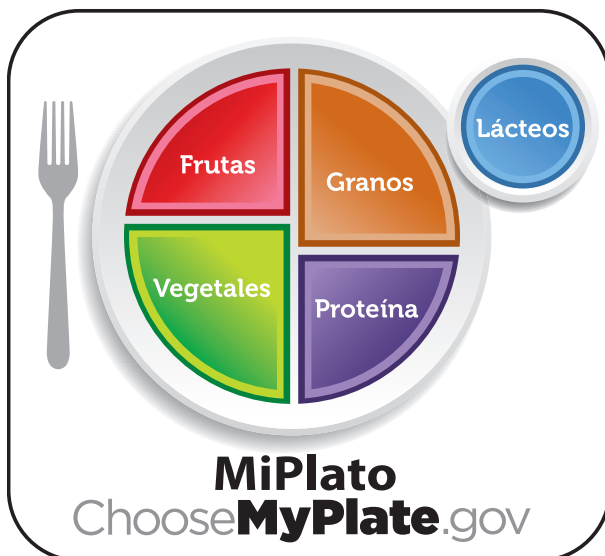 Lácteos
Frutas
Granos
Vegetales
Proteína
MiPlato
ChooseMyPlate.gov